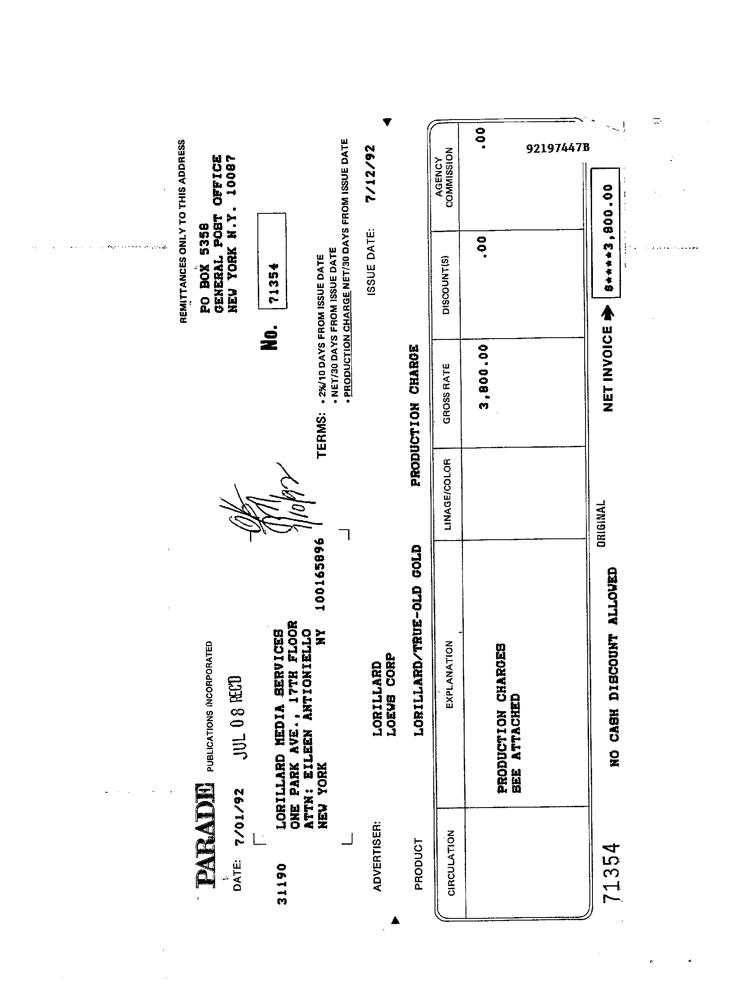 PARADE PUBLICATIONS INCORPORATED
REMITTANCES ONLY TO THIS ADDRESS
DATE: 7/01/92 JUL 08 REC'D
PO BOX 5358
GENERAL POST OFFICE
NEW YORK N.Y. 10087
31190 LORILLARD MEDIA SERVICES
ONE PARK AVE., 17TH FLOOR
ATTN: EILEEN ANTIONIELLO
NEW YORK NY 100165896
OK
No. 71354
TERMS: • 2%/10 DAYS FROM ISSUE DATE
• NET/30 DAYS FROM ISSUE DATE
• PRODUCTION CHARGE NET/30 DAYS FROM ISSUE DATE
ADVERTISER: LORILLARD ISSUE DATE: 7/12/92
LOEWS CORP
PRODUCT LORILLARD/TRUE-OLD GOLD PRODUCTION CHARGE
CIRCULATION EXPLANATION LINAGE/COLOR GROSS RATE DISCOUNT(S) AGENCY COMMISSION
3,800.00 .00 .00
PRODUCTION CHARGES
SEE ATTACHED
92197447B
71354 NO CASH DISCOUNT ALLOWED ORIGINAL NET INVOICE $****3,800.00